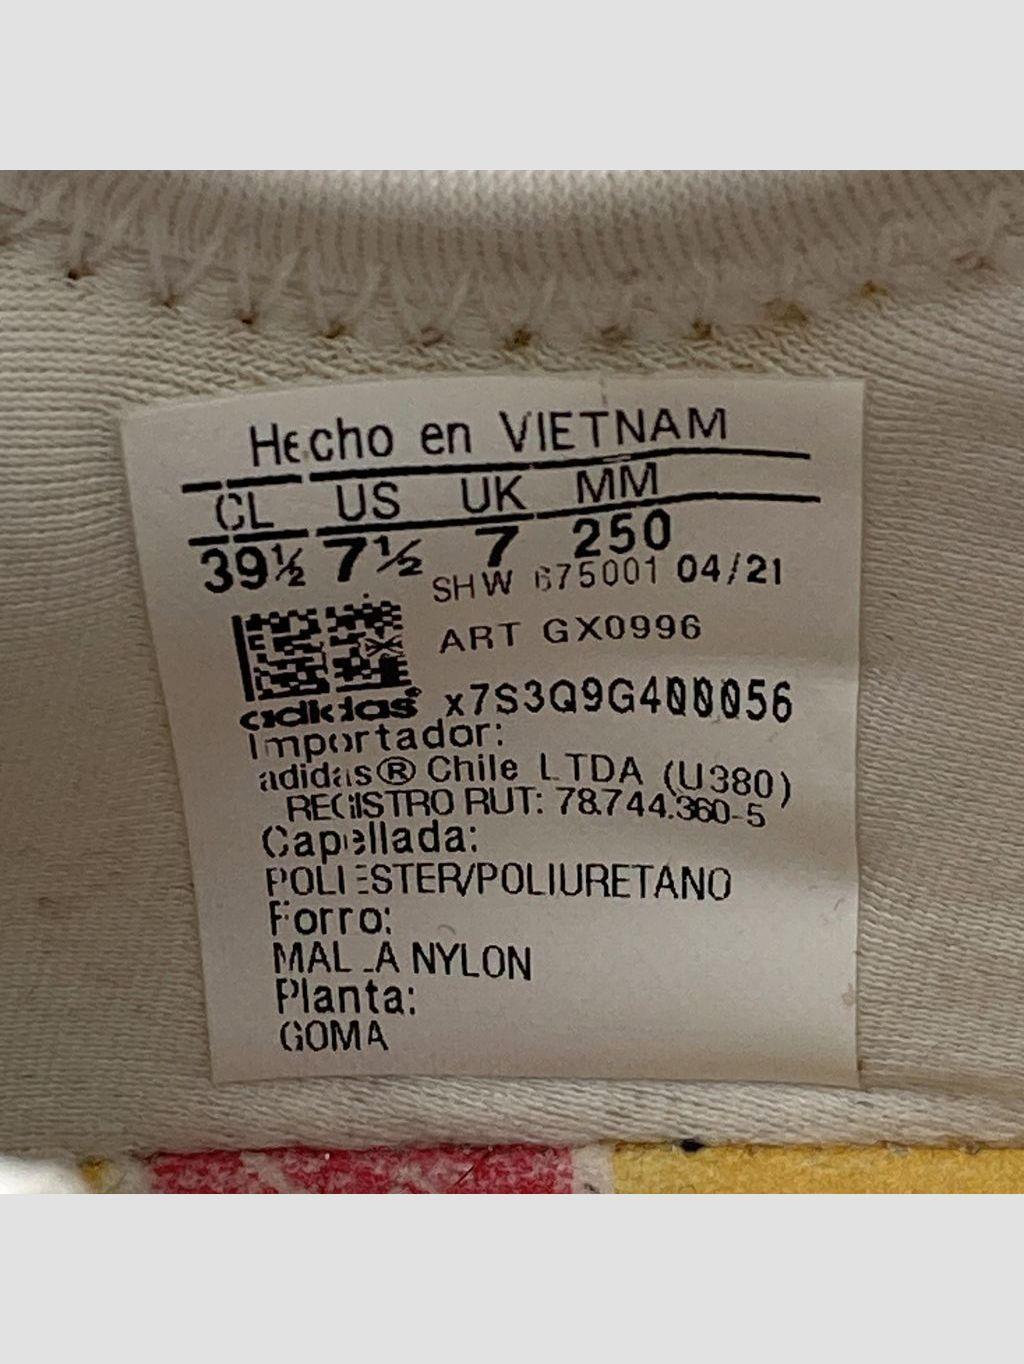 Hecho en VIETNAM
CL US UK MM
39½ 7½ 7 250
SHW 675001 04/21
ART GX0996
adidas® x7S3Q9G400056
Importador:
adidas® Chile LTDA (U380)
REGISTRO RUT: 78.744.360-5
Capellada:
POLIESTER/POLIURETANO
Forro:
MALLA NYLON
Planta:
GOMA